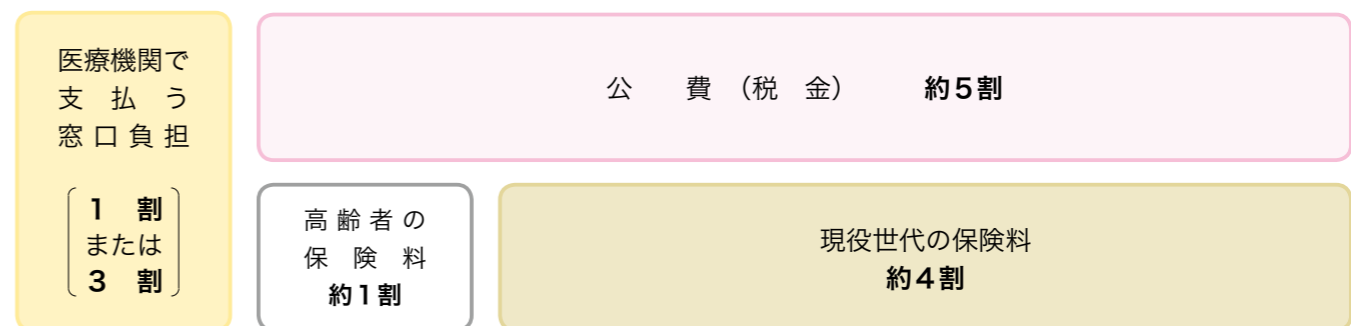 医療機関で
支払う
窓口負担
1割
または
3割
公費(税金) 約5割
高齢者の
保険料
約1割
現役世代の保険料
約4割